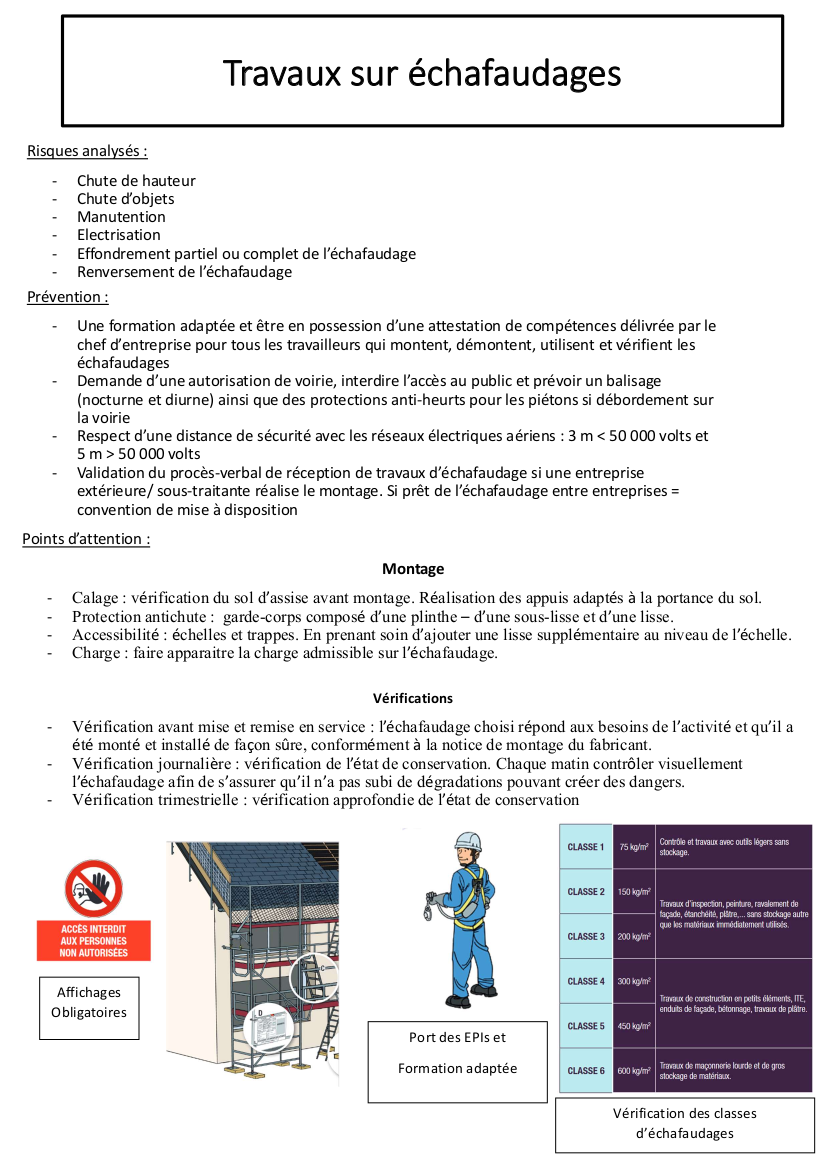 Travaux sur échafaudages
Risques analysés :
- Chute de hauteur
- Chute d’objets
- Manutention
- Electrisation
- Effondrement partiel ou complet de l’échafaudage
- Renversement de l’échafaudage
Prévention :
- Une formation adaptée et être en possession d’une attestation de compétences délivrée par le
chef d’entreprise pour tous les travailleurs qui montent, démontent, utilisent et vérifient les
échafaudages
- Demande d’une autorisation de voirie, interdire l’accès au public et prévoir un balisage
(nocturne et diurne) ainsi que des protections anti-heurts pour les piétons si débordement sur
la voirie
- Respect d’une distance de sécurité avec les réseaux électriques aériens : 3 m < 50 000 volts et
5 m > 50 000 volts
- Validation du procès-verbal de réception de travaux d’échafaudage si une entreprise
extérieure/ sous-traitante réalise le montage. Si prêt de l’échafaudage entre entreprises =
convention de mise à disposition
Points d’attention :
Montage
- Calage : vérification du sol d’assise avant montage. Réalisation des appuis adaptés à la portance du sol.
- Protection antichute : garde-corps composé d’une plinthe – d’une sous-lisse et d’une lisse.
- Accessibilité : échelles et trappes. En prenant soin d’ajouter une lisse supplémentaire au niveau de l’échelle.
- Charge : faire apparaitre la charge admissible sur l’échafaudage.
Vérifications
- Vérification avant mise et remise en service : l’échafaudage choisi répond aux besoins de l’activité et qu’il a
été monté et installé de façon sûre, conformément à la notice de montage du fabricant.
- Vérification journalière : vérification de l’état de conservation. Chaque matin contrôler visuellement
l’échafaudage afin de s’assurer qu’il n’a pas subi de dégradations pouvant créer des dangers.
- Vérification trimestrielle : vérification approfondie de l’état de conservation
ACCÈS INTERDIT
AUX PERSONNES
NON AUTORISÉES
Affichages
Obligatoires
C
D
Port des EPIs et
Formation adaptée
CLASSE 1 75 kg/m² Contrôle et travaux avec outils légers sans
stockage.
CLASSE 2 150 kg/m²
Travaux d’inspection, peinture, ravalement de
façade, étanchéité, plâtre,... sans stockage autre
que les matériaux immédiatement utilisés.
CLASSE 3 200 kg/m²
CLASSE 4 300 kg/m²
Travaux de construction en petits éléments, ITE,
enduits de façade, bétonnage, travaux de plâtre.
CLASSE 5 450 kg/m²
CLASSE 6 600 kg/m² Travaux de maçonnerie lourde et de gros
stockage de matériaux.
Vérification des classes
d’échafaudages